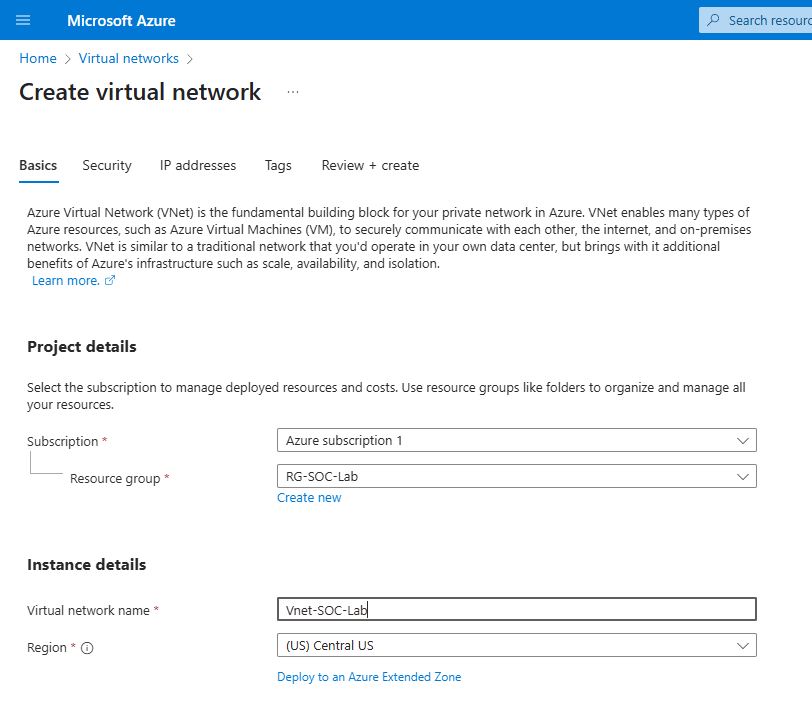 Microsoft Azure
Search resourc
Home > Virtual networks >
Create virtual network ...
Basics Security IP addresses Tags Review + create
Azure Virtual Network (VNet) is the fundamental building block for your private network in Azure. VNet enables many types of
Azure resources, such as Azure Virtual Machines (VM), to securely communicate with each other, the internet, and on-premises
networks. VNet is similar to a traditional network that you'd operate in your own data center, but brings with it additional
benefits of Azure's infrastructure such as scale, availability, and isolation.
Learn more.
Project details
Select the subscription to manage deployed resources and costs. Use resource groups like folders to organize and manage all
your resources.
Subscription * Azure subscription 1
Resource group * RG-SOC-Lab
Create new
Instance details
Virtual network name * Vnet-SOC-Lab
Region * (US) Central US
Deploy to an Azure Extended Zone